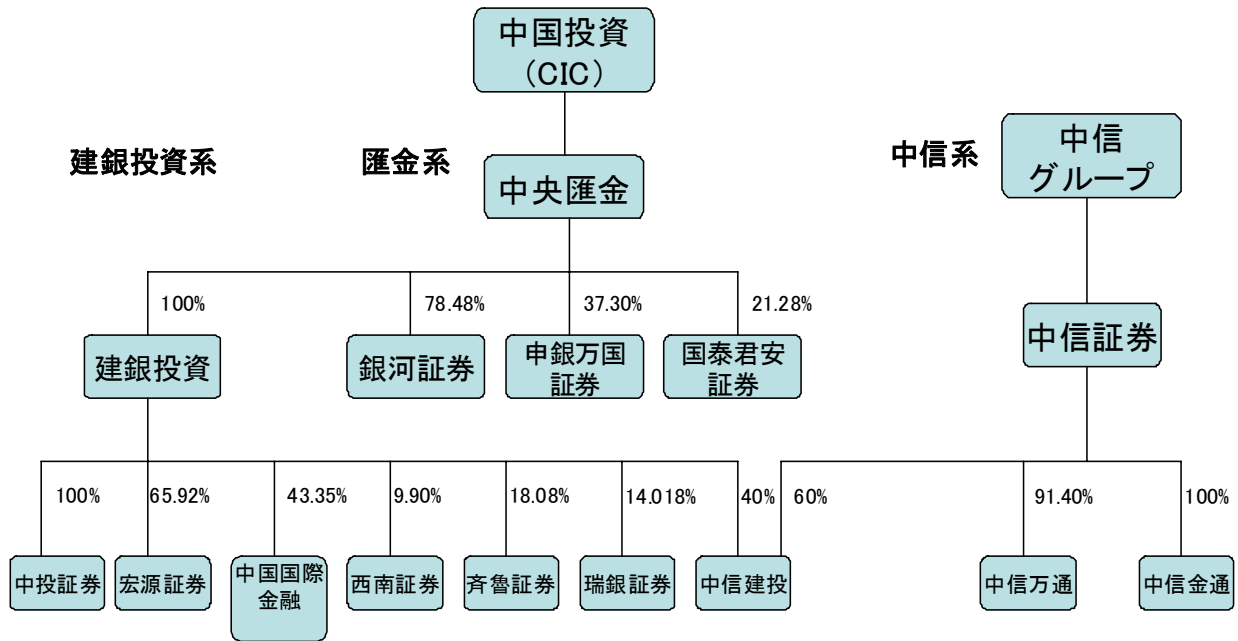 中国投資
（CIC）
建銀投資系
匯金系
中信系
中信
グループ
中央匯金
100%
78.48%
37.30%
21.28%
建銀投資
銀河証券
申銀万国
証券
国泰君安
証券
中信証券
100%
65.92%
43.35%
9.90%
18.08%
14.018%
40%
60%
91.40%
100%
中投証券
宏源証券
中国国際
金融
西南証券
斉魯証券
瑞銀証券
中信建投
中信万通
中信金通